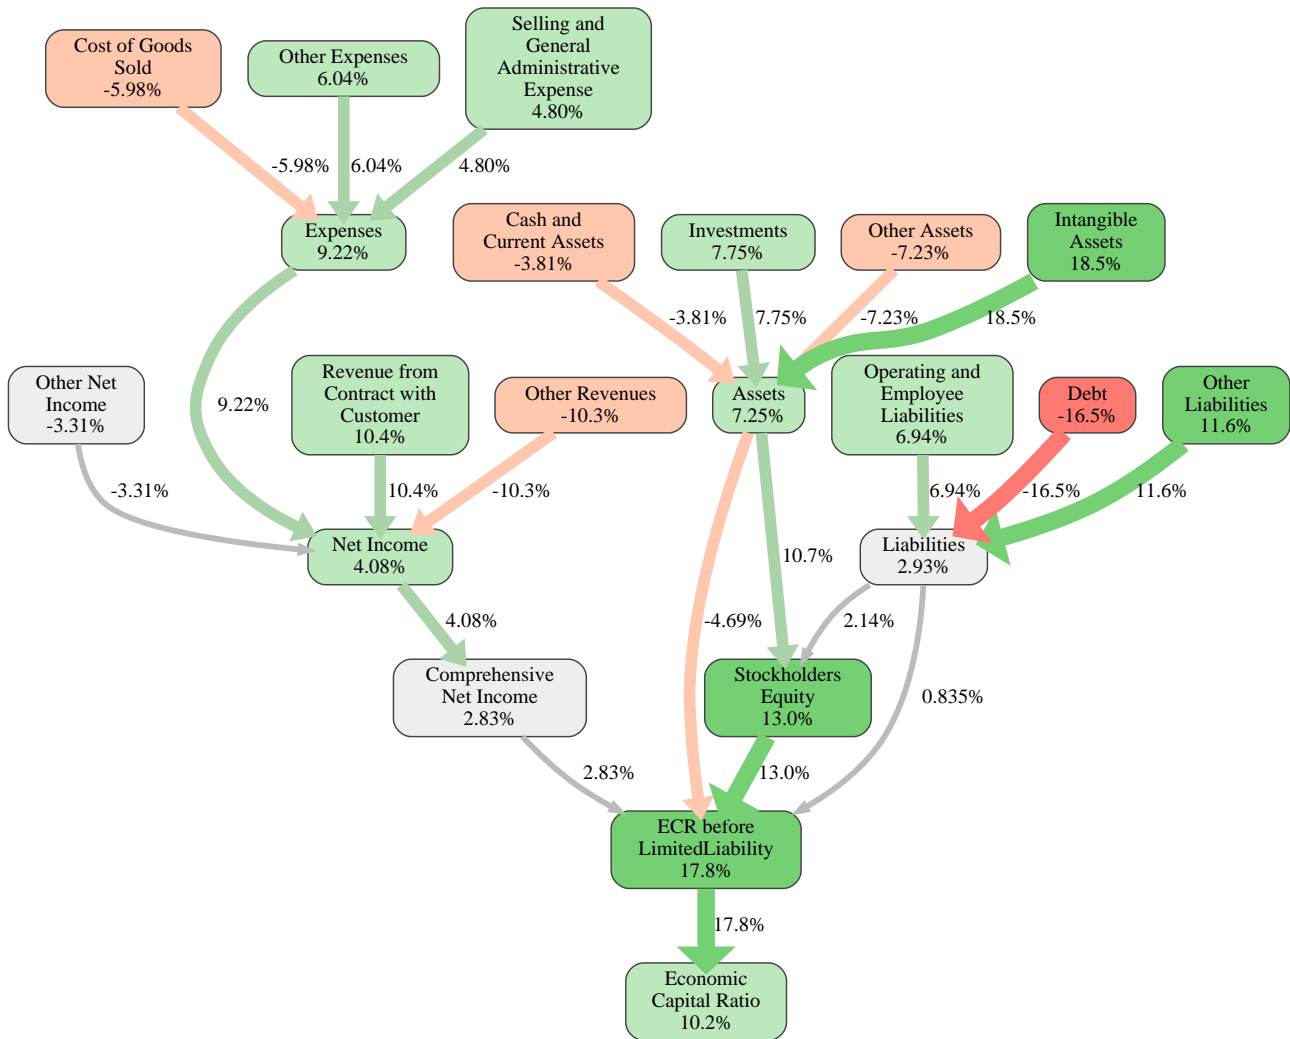 Cost of Goods
Sold
-5.98%
Other Expenses
6.04%
Selling and
General
Administrative
Expense
4.80%
-5.98%
6.04%
4.80%
Expenses
9.22%
Cash and
Current Assets
-3.81%
Investments
7.75%
Other Assets
-7.23%
Intangible
Assets
18.5%
-3.81%
7.75%
-7.23%
18.5%
Other Net
Income
-3.31%
9.22%
Revenue from
Contract with
Customer
10.4%
Other Revenues
-10.3%
Assets
7.25%
Operating and
Employee
Liabilities
6.94%
Debt
-16.5%
Other
Liabilities
11.6%
-3.31%
10.4%
-10.3%
6.94%
-16.5%
11.6%
Net Income
4.08%
10.7%
Liabilities
2.93%
4.08%
-4.69%
2.14%
Comprehensive
Net Income
2.83%
Stockholders
Equity
13.0%
0.835%
2.83%
13.0%
ECR before
LimitedLiability
17.8%
17.8%
Economic
Capital Ratio
10.2%